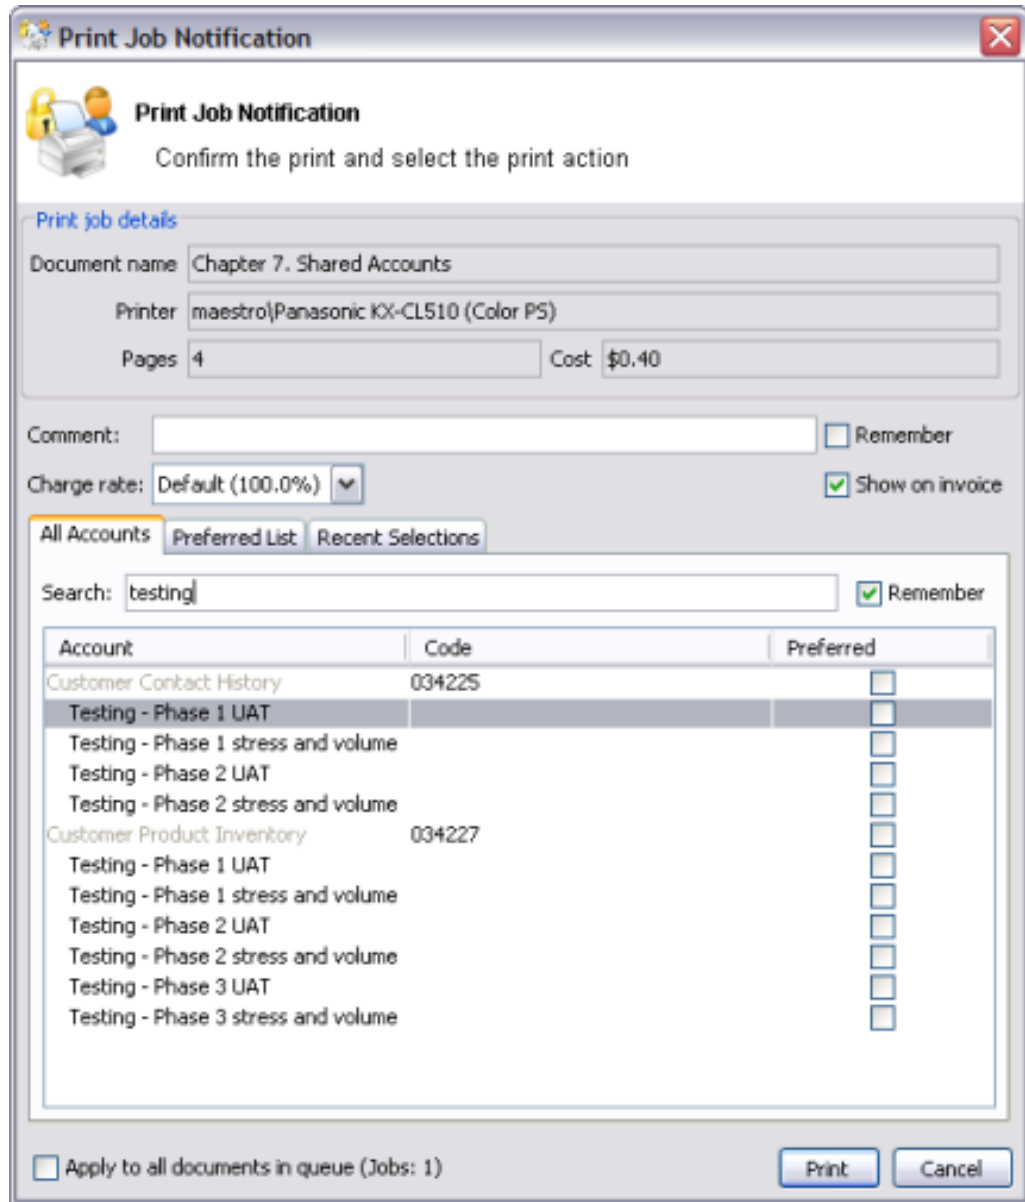 Print Job Notification
Print Job Notification
Confirm the print and select the print action
Print job details
Document name Chapter 7. Shared Accounts
Printer maestro\Panasonic KX-CL510 (Color PS)
Pages 4 Cost $0.40
Comment: Remember
Charge rate: Default (100.0%) Show on invoice
All Accounts Preferred List Recent Selections
Search: testing Remember
Account Code Preferred
Customer Contact History 034225
Testing - Phase 1 UAT
Testing - Phase 1 stress and volume
Testing - Phase 2 UAT
Testing - Phase 2 stress and volume
Customer Product Inventory 034227
Testing - Phase 1 UAT
Testing - Phase 1 stress and volume
Testing - Phase 2 UAT
Testing - Phase 2 stress and volume
Testing - Phase 3 UAT
Testing - Phase 3 stress and volume
Apply to all documents in queue (Jobs: 1) Print Cancel